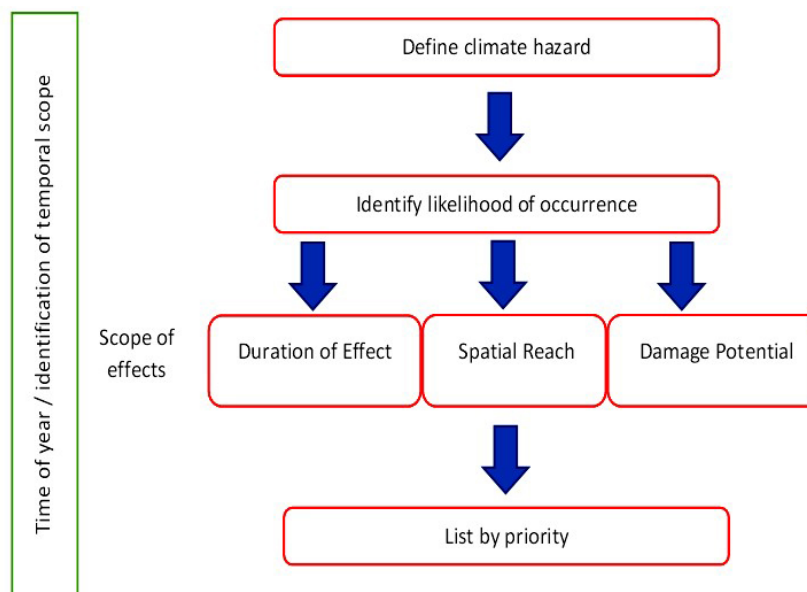 Time of year / identification of temporal scope
Define climate hazard
Identify likelihood of occurrence
Scope of
effects
Duration of Effect
Spatial Reach
Damage Potential
List by priority